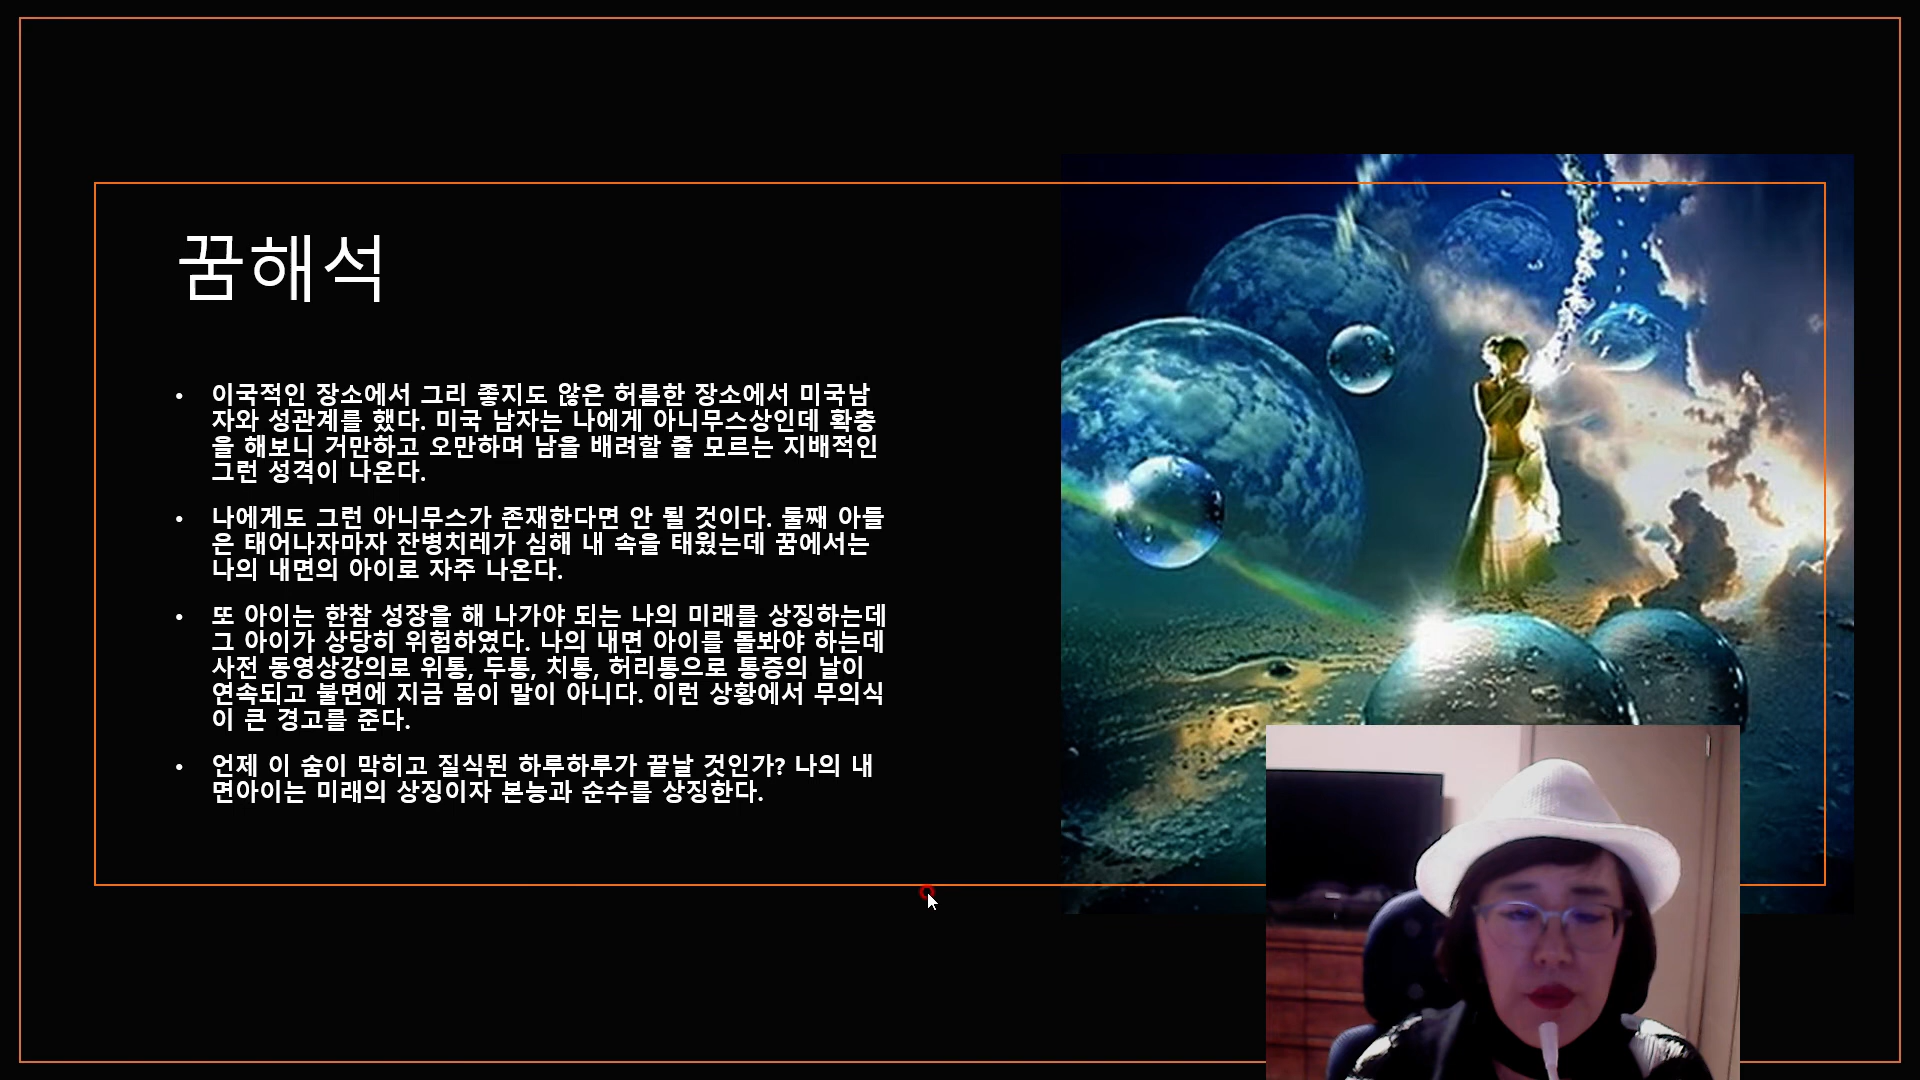 꿈해석
• 이국적인 장소에서 그리 좋지도 않은 허름한 장소에서 미국남
자와 성관계를 했다. 미국 남자는 나에게 아니무스상인데 확충
을 해보니 거만하고 오만하며 남을 배려할 줄 모르는 지배적인
그런 성격이 나온다.
• 나에게도 그런 아니무스가 존재한다면 안 될 것이다. 둘째 아들
은 태어나자마자 잔병치레가 심해 내 속을 태웠는데 꿈에서는
나의 내면의 아이로 자주 나온다.
• 또 아이는 한참 성장을 해 나가야 되는 나의 미래를 상징하는데
그 아이가 상당히 위험하였다. 나의 내면 아이를 돌봐야 하는데
사전 동영상강의로 위통, 두통, 치통, 허리통으로 통증의 날이
연속되고 불면에 지금 몸이 말이 아니다. 이런 상황에서 무의식
이 큰 경고를 준다.
• 언제 이 숨이 막히고 질식된 하루하루가 끝날 것인가? 나의 내
면아이는 미래의 상징이자 본능과 순수를 상징한다.